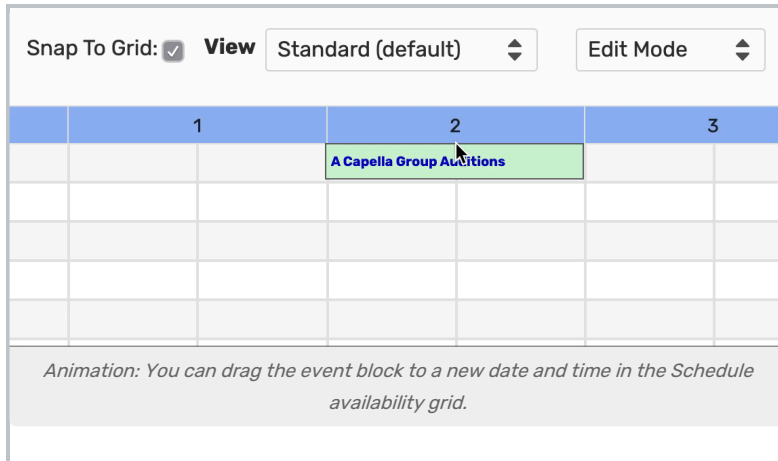 Snap To Grid: View Standard (default) Edit Mode
1 2 3
A Capella Group Auditions
Animation: You can drag the event block to a new date and time in the Schedule
availability grid.